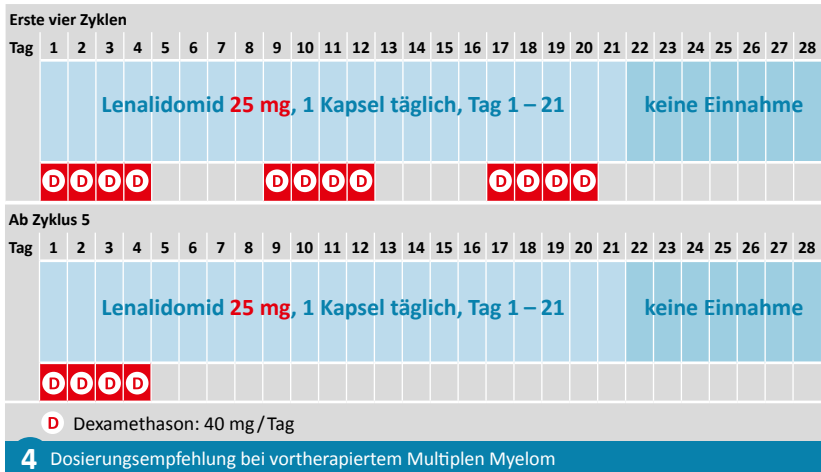 Erste vier Zyklen
Tag 1 2 3 4 5 6 7 8 9 10 11 12 13 14 15 16 17 18 19 20 21 22 23 24 25 26 27 28
Lenalidomid 25 mg, 1 Kapsel täglich, Tag 1 – 21 keine Einnahme
D D D D D D D D D D D D
Ab Zyklus 5
Tag 1 2 3 4 5 6 7 8 9 10 11 12 13 14 15 16 17 18 19 20 21 22 23 24 25 26 27 28
Lenalidomid 25 mg, 1 Kapsel täglich, Tag 1 – 21 keine Einnahme
D D D D
D Dexamethason: 40 mg/Tag
4 Dosierungsempfehlung bei vortherapiertem Multiplen Myelom